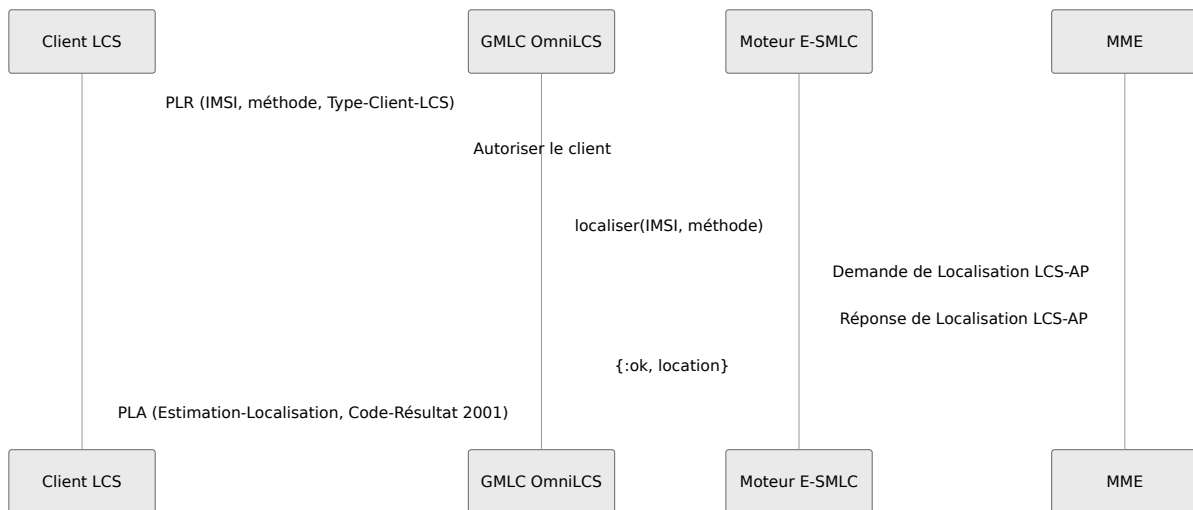 Client LCS
GMLC OmniLCS
Moteur E-SMLC
MME
PLR (IMSI, méthode, Type-Client-LCS)
Autoriser le client
localiser(IMSI, méthode)
Demande de Localisation LCS-AP
Réponse de Localisation LCS-AP
{:ok, location}
PLA (Estimation-Localisation, Code-Résultat 2001)
Client LCS
GMLC OmniLCS
Moteur E-SMLC
MME